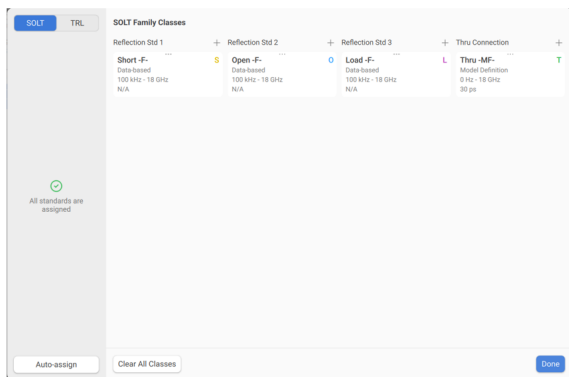 SOLT TRL
SOLT Family Classes
Reflection Std 1 + Reflection Std 2 + Reflection Std 3 + Thru Connection +
Short -F- S Open -F- O Load -F- L Thru -MF- T
Data-based Data-based Data-based Model Definition
100 kHz - 18 GHz 100 kHz - 18 GHz 100 kHz - 18 GHz 0 Hz - 18 GHz
N/A N/A N/A 30 ps
All standards are
assigned
Auto-assign Clear All Classes Done